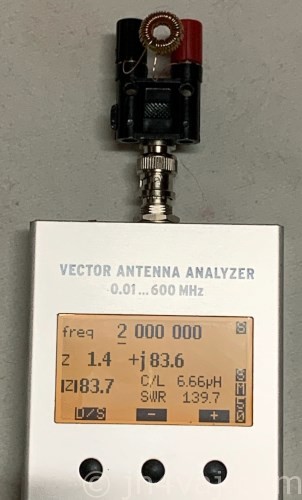 VECTOR ANTENNA ANALYZER
0.01...600 MHz
freq 2 000 000 S
Z 1.4 +j 83.6
|Z|83.7 C/L 6.66μH
SWR 139.7
D/S - +